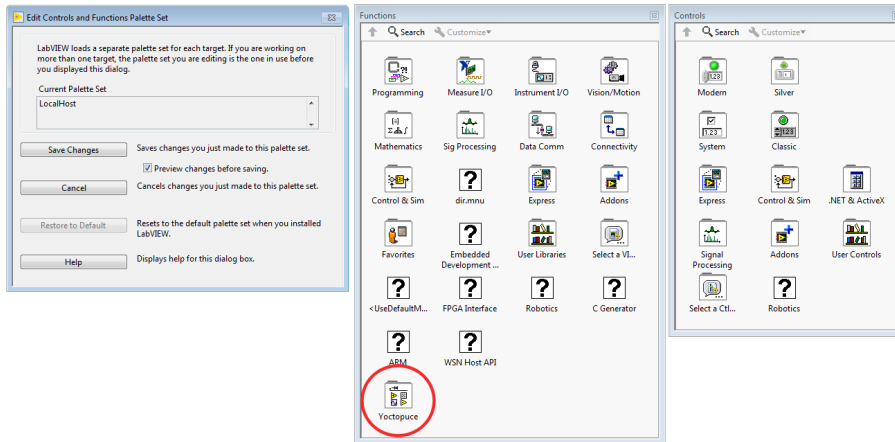 Edit Controls and Functions Palette Set
LabVIEW loads a separate palette set for each target. If you are working on
more than one target, the palette set you are editing is the one in use before
you displayed this dialog.
Current Palette Set
LocalHost
Save Changes
Saves changes you just made to this palette set.
Preview changes before saving.
Cancel
Cancels changes you just made to this palette set.
Restore to Default
Resets to the default palette set when you installed
LabVIEW.
Help
Displays help for this dialog box.
Functions
Search
Customize
Programming
Measure I/O
Instrument I/O
Vision/Motion
Mathematics
Sig Processing
Data Comm
Connectivity
Control & Sim
dir.mnu
Express
Addons
Favorites
Embedded
Development ...
User Libraries
Select a VI...
<UseDefaultM...
FPGA Interface
Robotics
C Generator
ARM
WSN Host API
Yoctopuce
Controls
Search
Customize
Modern
Silver
System
Classic
Express
Control & Sim
.NET & ActiveX
Signal
Processing
Addons
User Controls
Select a Ctl...
Robotics